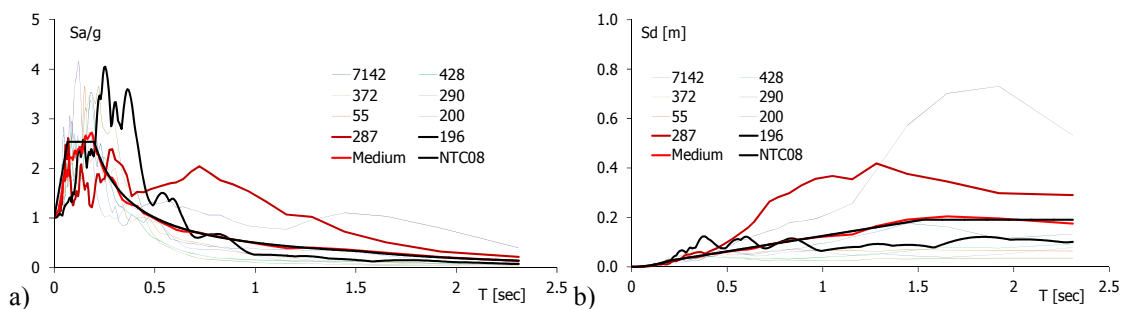 5
4
3
2
1
0
Sa/g
7142 428
372 290
55 200
287 196
Medium NTC08
0 0.5 1 1.5 2 2.5
T [sec]
a)
1.0
0.8
0.6
0.4
0.2
0.0
Sd [m]
7142 428
372 290
55 200
287 196
Medium NTC08
0 0.5 1 1.5 2 2.5
T [sec]
b)